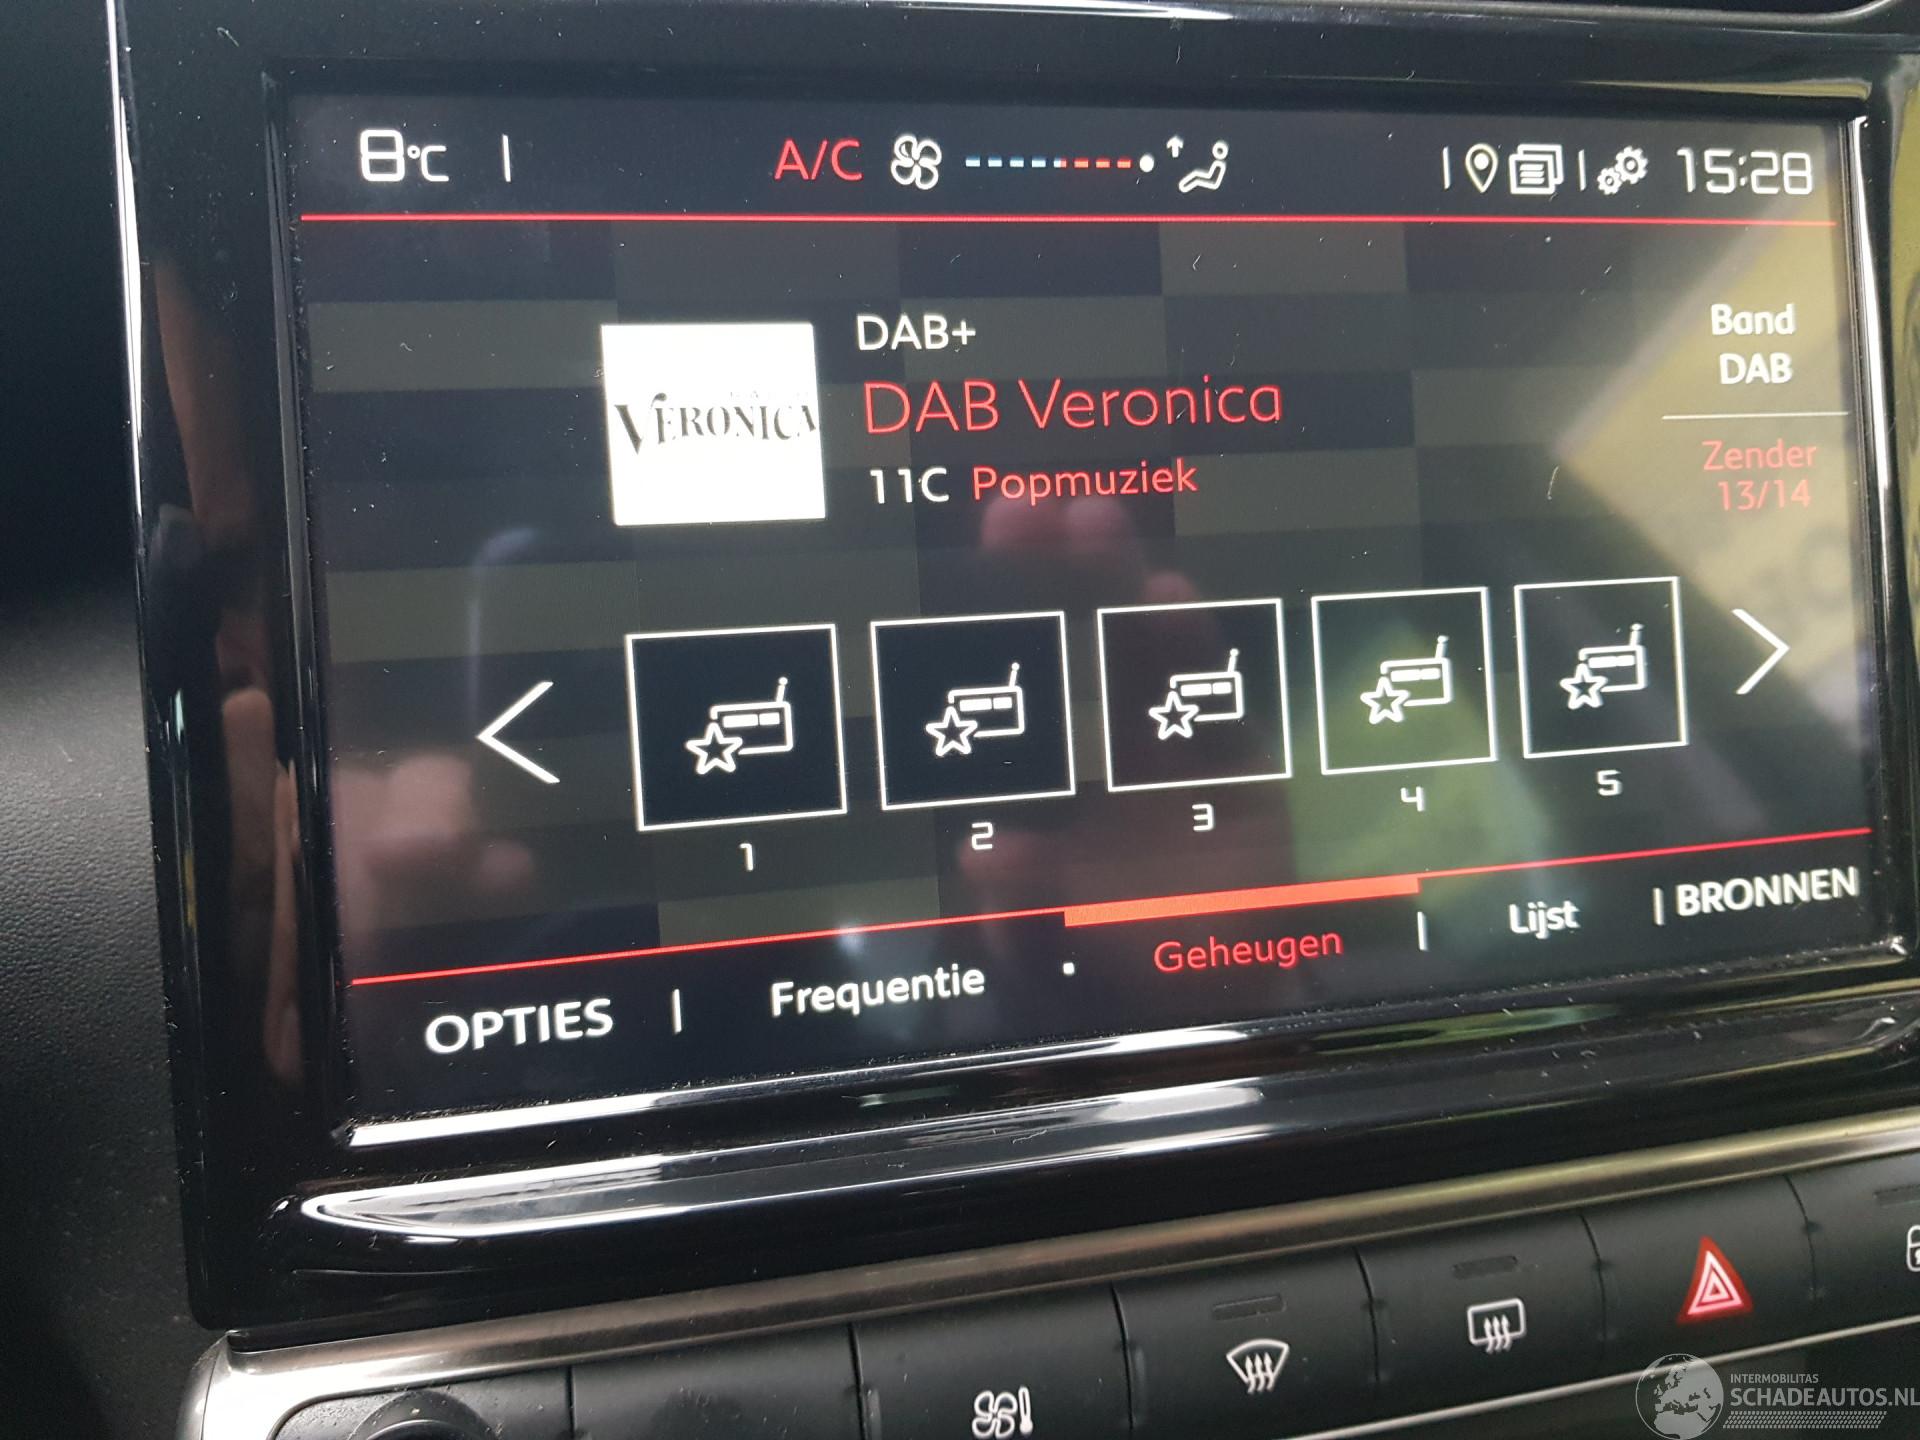 8°C | A/C | | 15:28
DAB+
VERONICA
DAB Veronica
11C Popmuziek
Band
DAB
Zender
13/14
1 2 3 4 5
OPTIES | Frequentie Geheugen | Lijst | BRONNEN
INTERMOBILITAS
SCHADEAUTOS.NL